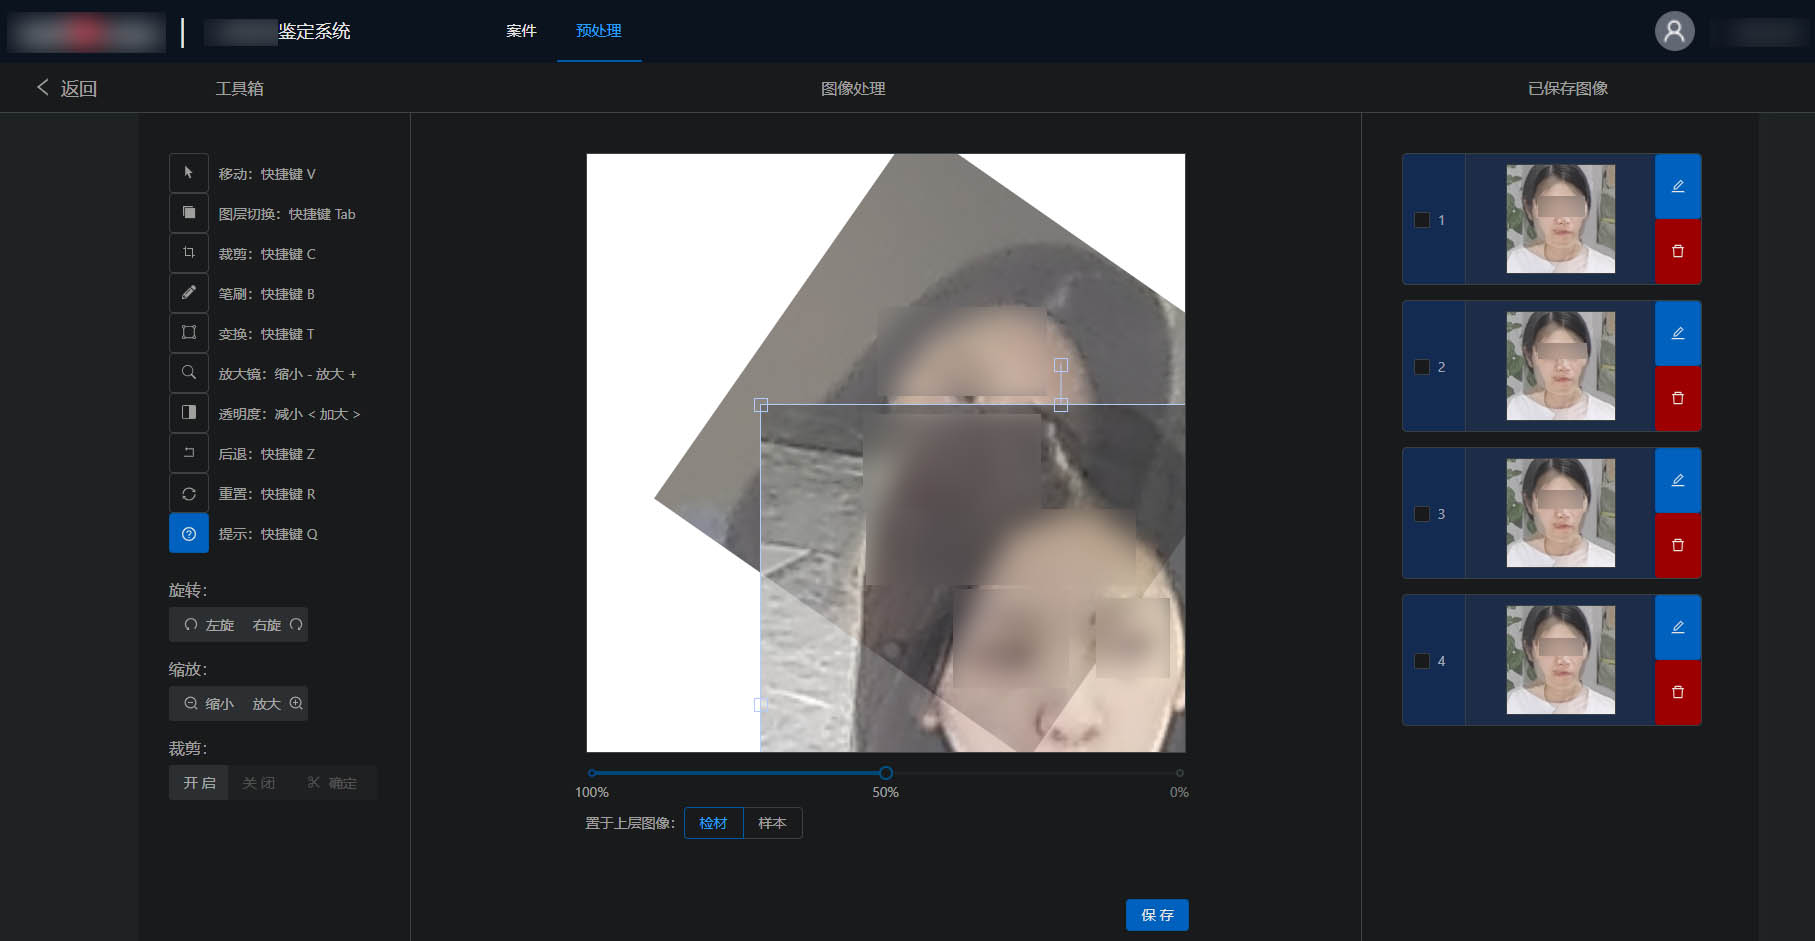 鉴定系统
案件
预处理
返回
工具箱
图像处理
已保存图像
移动：快捷键 V
图层切换：快捷键 Tab
裁剪：快捷键 C
笔刷：快捷键 B
变换：快捷键 T
放大镜：缩小 - 放大 +
透明度：减小 < 加大 >
后退：快捷键 Z
重置：快捷键 R
提示：快捷键 Q
旋转：
左旋 右旋
缩放：
缩小 放大
裁剪：
开启 关闭 确定
100% 50% 0%
置于上层图像： 检材 样本
保存
1
2
3
4